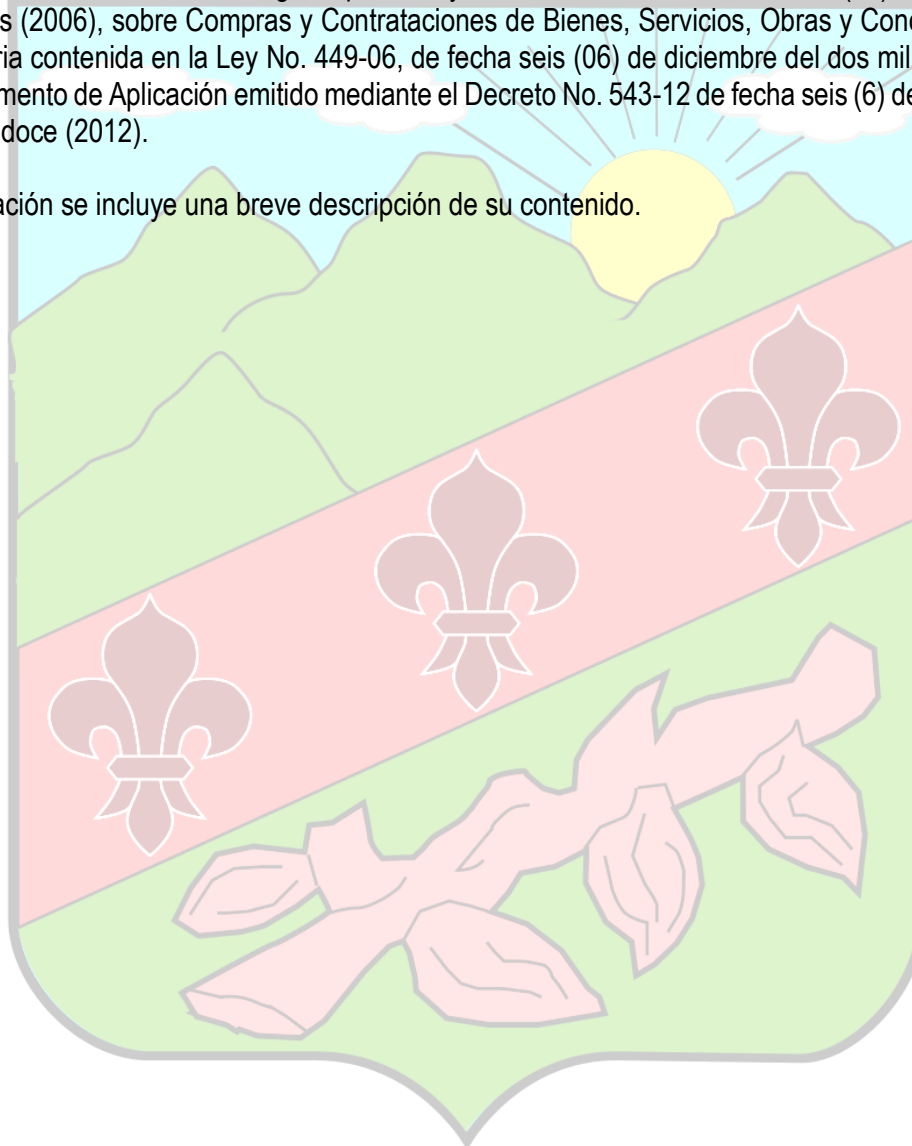 s (2006), sobre Compras y Contrataciones de Bienes, Servicios, Obras y Conc
ria contenida en la Ley No. 449-06, de fecha seis (06) de diciembre del dos mil
mento de Aplicación emitido mediante el Decreto No. 543-12 de fecha seis (6) de
doce (2012).
ación se incluye una breve descripción de su contenido.